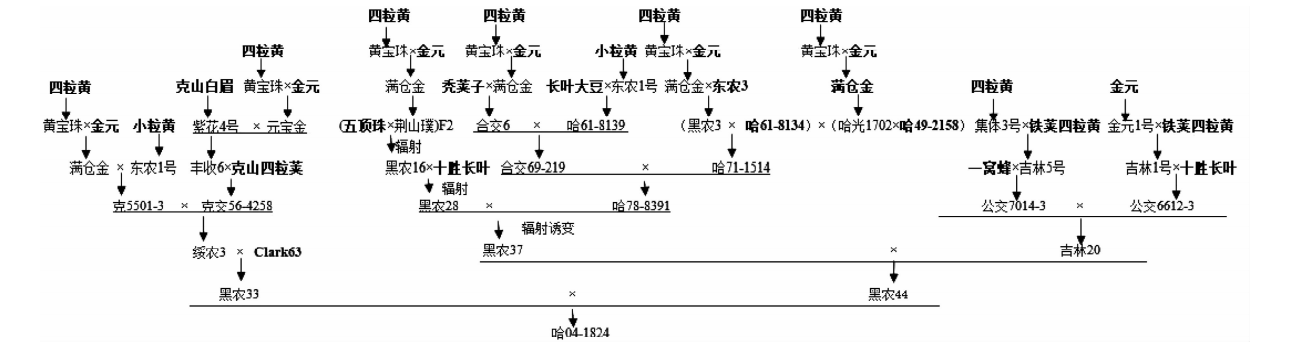 四粒黄 四粒黄 四粒黄 四粒黄
四粒黄 黄宝珠×金元 黄宝珠×金元 小粒黄 黄宝珠×金元 黄宝珠×金元
四粒黄 克山白眉 黄宝珠×金元 满仓金 秃荚子×满仓金 长叶大豆×东农1号 满仓金×东农3 满仓金 四粒黄 金元
黄宝珠×金元 小粒黄 紫花4号 × 元宝金 (五顶珠×荆山璞)F2 合交6 × 哈61-8139 (黑农3 × 哈61-8134)×(哈光1702×哈49-2158) 集体3号×铁荚四粒黄 金元1号×铁荚四粒黄
辐射
满仓金 × 东农1号 丰收6×克山四粒荚 黑农16×十胜长叶 合交69-219 × 哈71-1514 一窝蜂×吉林5号 吉林1号×十胜长叶
辐射
克5501-3 × 克交56-4258 黑农28 × 哈78-8391 公交7014-3 × 公交6612-3
辐射诱变
绥农3 × Clark63 黑农37 × 吉林20
黑农33 × 黑农44
哈04-1824